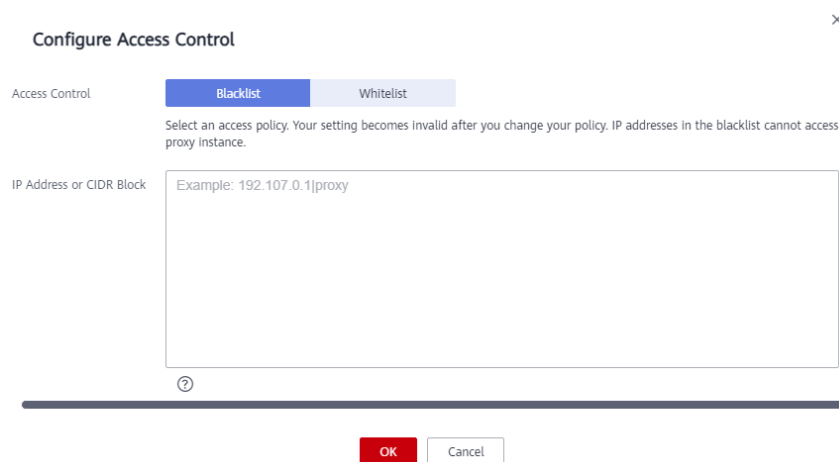 Configure Access Control
Access Control
Blacklist
Whitelist
Select an access policy. Your setting becomes invalid after you change your policy. IP addresses in the blacklist cannot access
proxy instance.
IP Address or CIDR Block
Example: 192.107.0.1|proxy
OK
Cancel